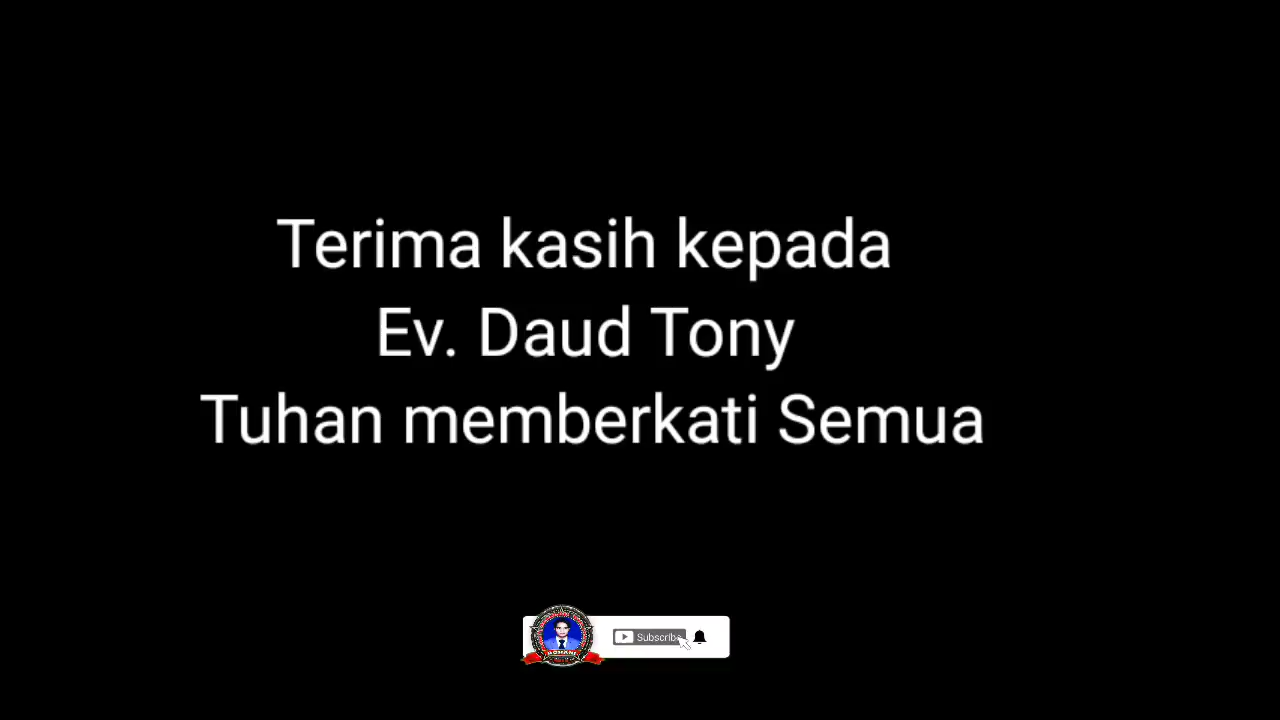 Terima kasih kepada
Ev. Daud Tony
Tuhan memberkati Semua
Subscribe